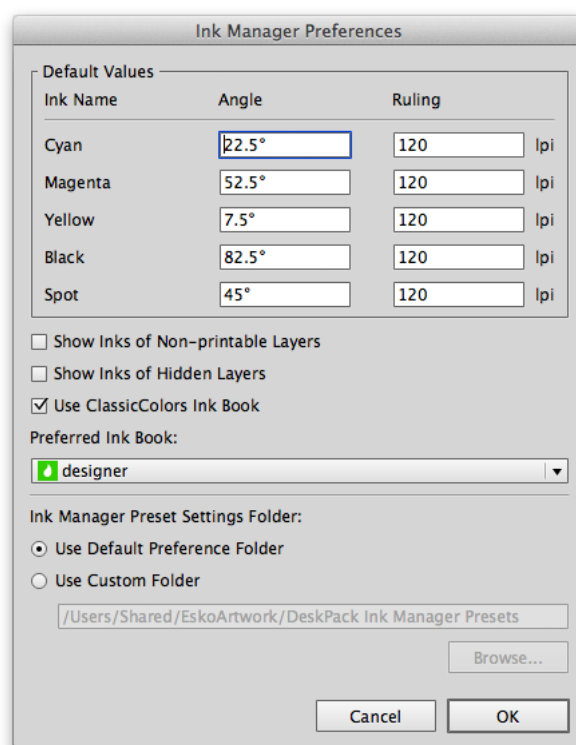 Ink Manager Preferences
Default Values
Ink Name Angle Ruling
Cyan 22.5° 120 lpi
Magenta 52.5° 120 lpi
Yellow 7.5° 120 lpi
Black 82.5° 120 lpi
Spot 45° 120 lpi
Show Inks of Non-printable Layers
Show Inks of Hidden Layers
Use ClassicColors Ink Book
Preferred Ink Book:
designer
Ink Manager Preset Settings Folder:
Use Default Preference Folder
Use Custom Folder
/Users/Shared/EskoArtwork/DeskPack Ink Manager Presets
Browse...
Cancel OK